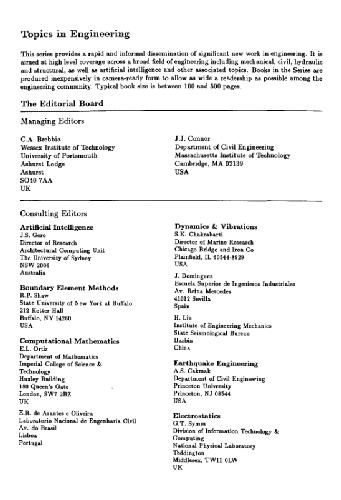 Topics in Engineering
This series provides a rapid and informal dissemination of significant new work in engineering. It is
aimed at high level coverage across a broad field of engineering including mechanical, civil, hydraulic
and structural, as well as artificial intelligence and other associated topics. Books in the Series are
produced inexpensively in camera-ready form to allow as wide a readership as possible among the
engineering community. Typical book size is between 100 and 500 pages.
The Editorial Board
Managing Editors
C.A. Brebbia
Wessex Institute of Technology
University of Portsmouth
Ashurst Lodge
Ashurst
SO40 7AA
UK
J.J. Connor
Department of Civil Engineering
Massachusetts Institute of Technology
Cambridge, MA 02139
USA
Consulting Editors
Artificial Intelligence
J.S. Gero
Director of Research
Architectural Computing Unit
The University of Sydney
NSW 2006
Australia
Boundary Element Methods
R.P. Shaw
State University of New York at Buffalo
212 Ketter Hall
Buffalo, NY 14260
USA
Computational Mathematics
E.L. Ortiz
Department of Mathematics
Imperial College of Science &
Technology
Huxley Building
180 Queen's Gate
London, SW7 2BZ
UK
E.R. de Arantes e Oliveira
Laboratorio Nacional de Engenharia Civil
Av. do Brasil
Lisboa
Portugal
Dynamics & Vibrations
S.K. Chakrabarti
Director of Marine Research
Chicago Bridge and Iron Co
Plainfield, IL 60544-8929
USA
J. Dominguez
Escuela Superior de Ingenieros Industriales
Av. Reina Mercedes
41012 Sevilla
Spain
H. Liu
Institute of Engineering Mechanics
State Seismological Bureau
Harbin
China
Earthquake Engineering
A.S. Cakmak
Department of Civil Engineering
Princeton University
Princeton, NJ 08544
USA
Electrostatics
G.T. Symm
Division of Information Technology &
Computing
National Physical Laboratory
Teddington
Middlesex, TW11 0LW
UK